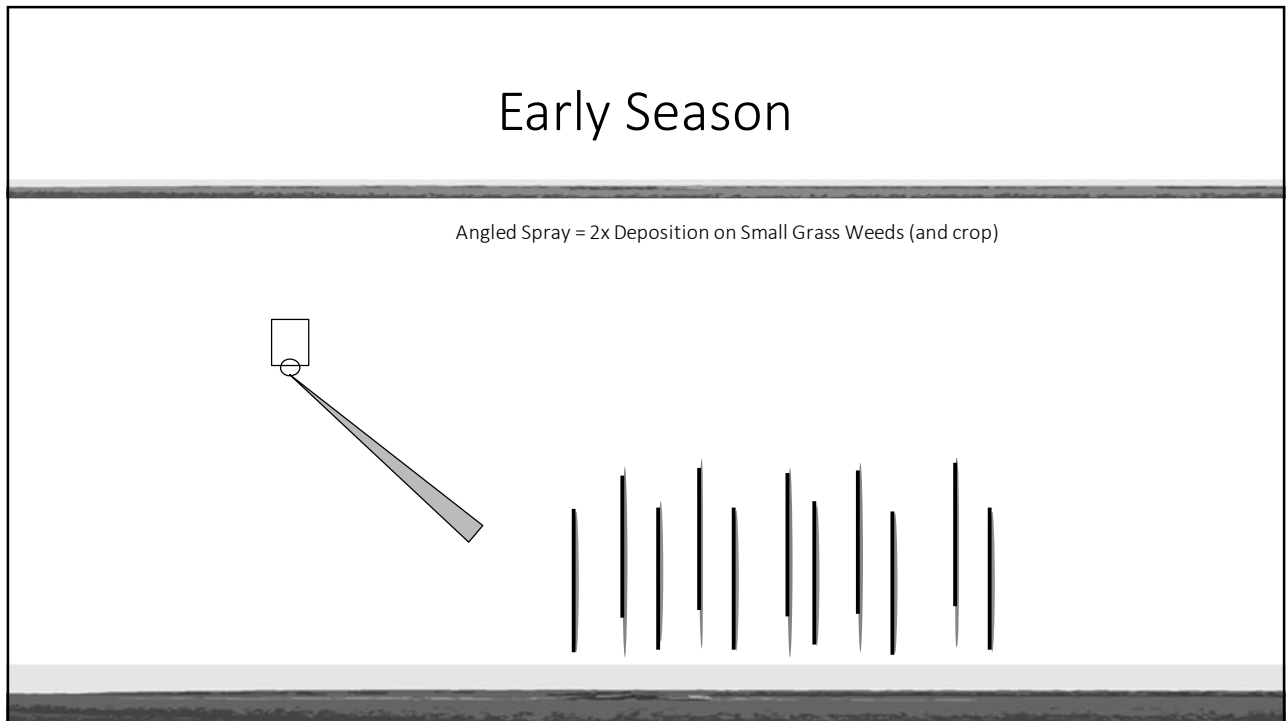 Early Season
Angled Spray = 2x Deposition on Small Grass Weeds (and crop)